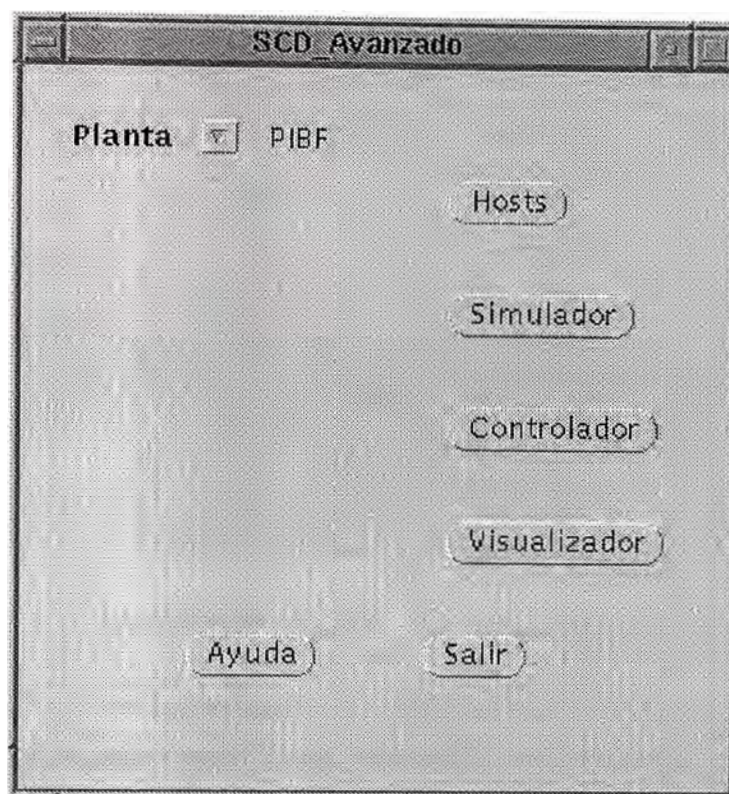 SCD_Avanzado
Planta PIBF
Hosts
Simulador
Controlador
Visualizador
Ayuda Salir